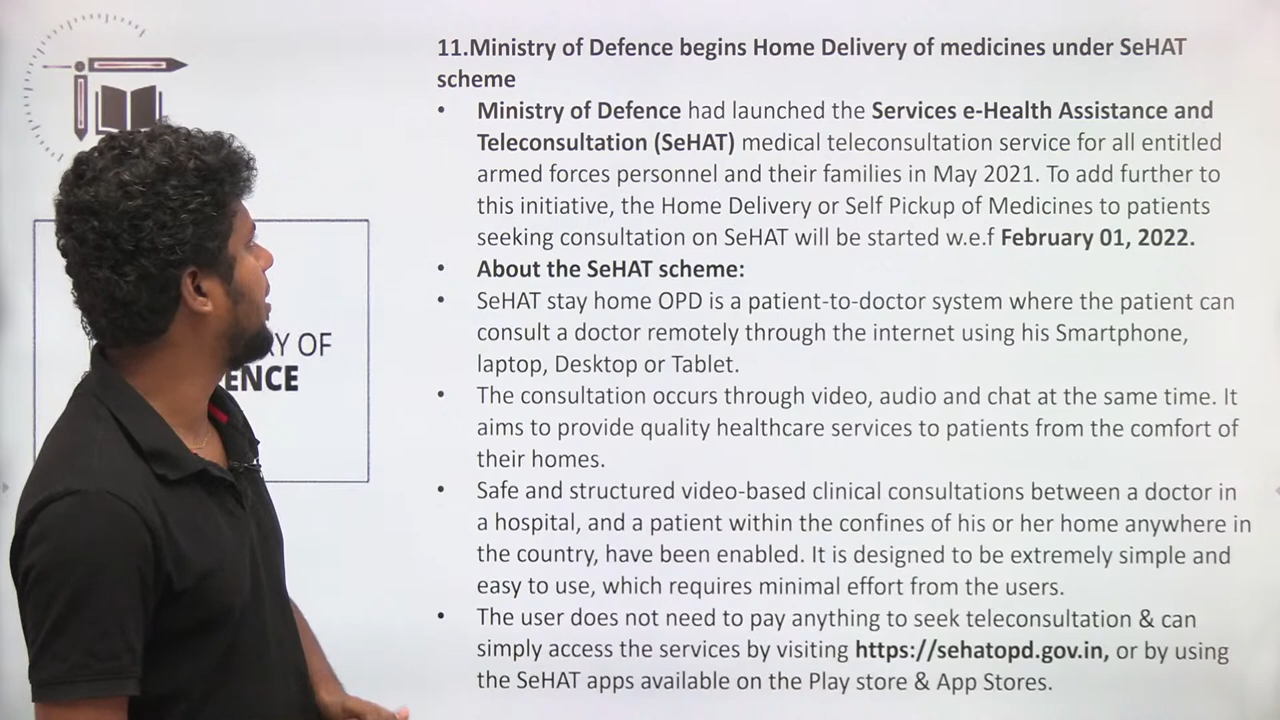 11.Ministry of Defence begins Home Delivery of medicines under SeHAT
scheme
• Ministry of Defence had launched the Services e-Health Assistance and
Teleconsultation (SeHAT) medical teleconsultation service for all entitled
armed forces personnel and their families in May 2021. To add further to
this initiative, the Home Delivery or Self Pickup of Medicines to patients
seeking consultation on SeHAT will be started w.e.f February 01, 2022.
• About the SeHAT scheme:
• SeHAT stay home OPD is a patient-to-doctor system where the patient can
consult a doctor remotely through the internet using his Smartphone,
laptop, Desktop or Tablet.
• The consultation occurs through video, audio and chat at the same time. It
aims to provide quality healthcare services to patients from the comfort of
their homes.
• Safe and structured video-based clinical consultations between a doctor in
a hospital, and a patient within the confines of his or her home anywhere in
the country, have been enabled. It is designed to be extremely simple and
easy to use, which requires minimal effort from the users.
• The user does not need to pay anything to seek teleconsultation & can
simply access the services by visiting https://sehatopd.gov.in, or by using
the SeHAT apps available on the Play store & App Stores.
OF